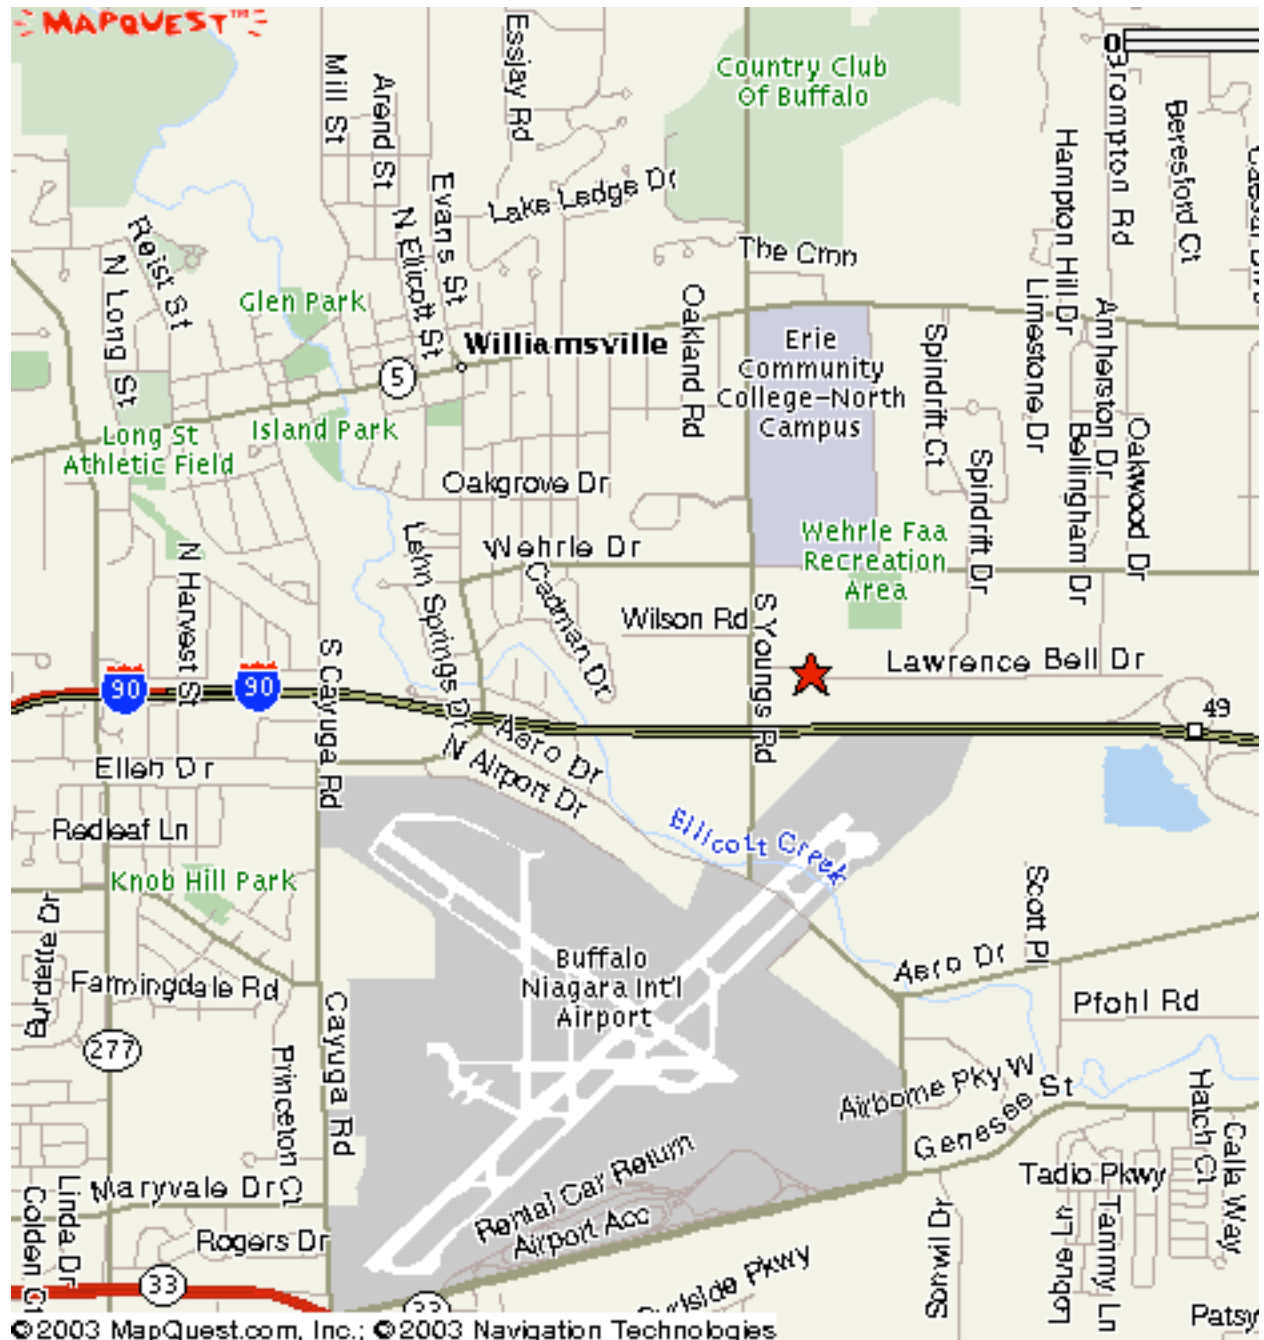 MAPQUEST™
0
Country Club
Of Buffalo
Essjay Rd
Mill St
Arend St
Evans St
N Ellicott St
Lake Ledge Dr
Brompton Rd
Beresford Ct
Hampton Hill Dr
The Cmn
Reist St
N Long St
Glen Park
Williamsville
5
Oakland Rd
Erie
Community
College-North
Campus
Spindrift Ct
Limestone Dr
Amherston Dr
Long St
Athletic Field
Island Park
Oakgrove Dr
Spindrift Dr
Bellingham Dr
Oakwood Dr
Wehrle Dr
Wehrle Faa
Recreation
Area
N Harvest St
Lehn Springs Dr
Cadman Dr
Wilson Rd
S Youngs Rd
Lawrence Bell Dr
S Cayuga Rd
90
90
49
Aero Dr
N Airport Dr
Ellen Dr
Redleaf Ln
Ellicott Creek
Knob Hill Park
Burdette Dr
Scott Pl
Farmingdale Rd
Buffalo
Niagara Int'l
Airport
Aero Dr
Pfohl Rd
277
Cayuga Rd
Princeton Ct
Airborne Pky W
Genesee St
Hatch Ct
Calla Way
Maryvale Dr
Rental Car Return
Airport Acc
Tadio Pkwy
Linda Dr
Rogers Dr
Sonwil Dr
Tammy Ln
33
33
Patsy
©2003 MapQuest.com, Inc.; ©2003 Navigation Technologies